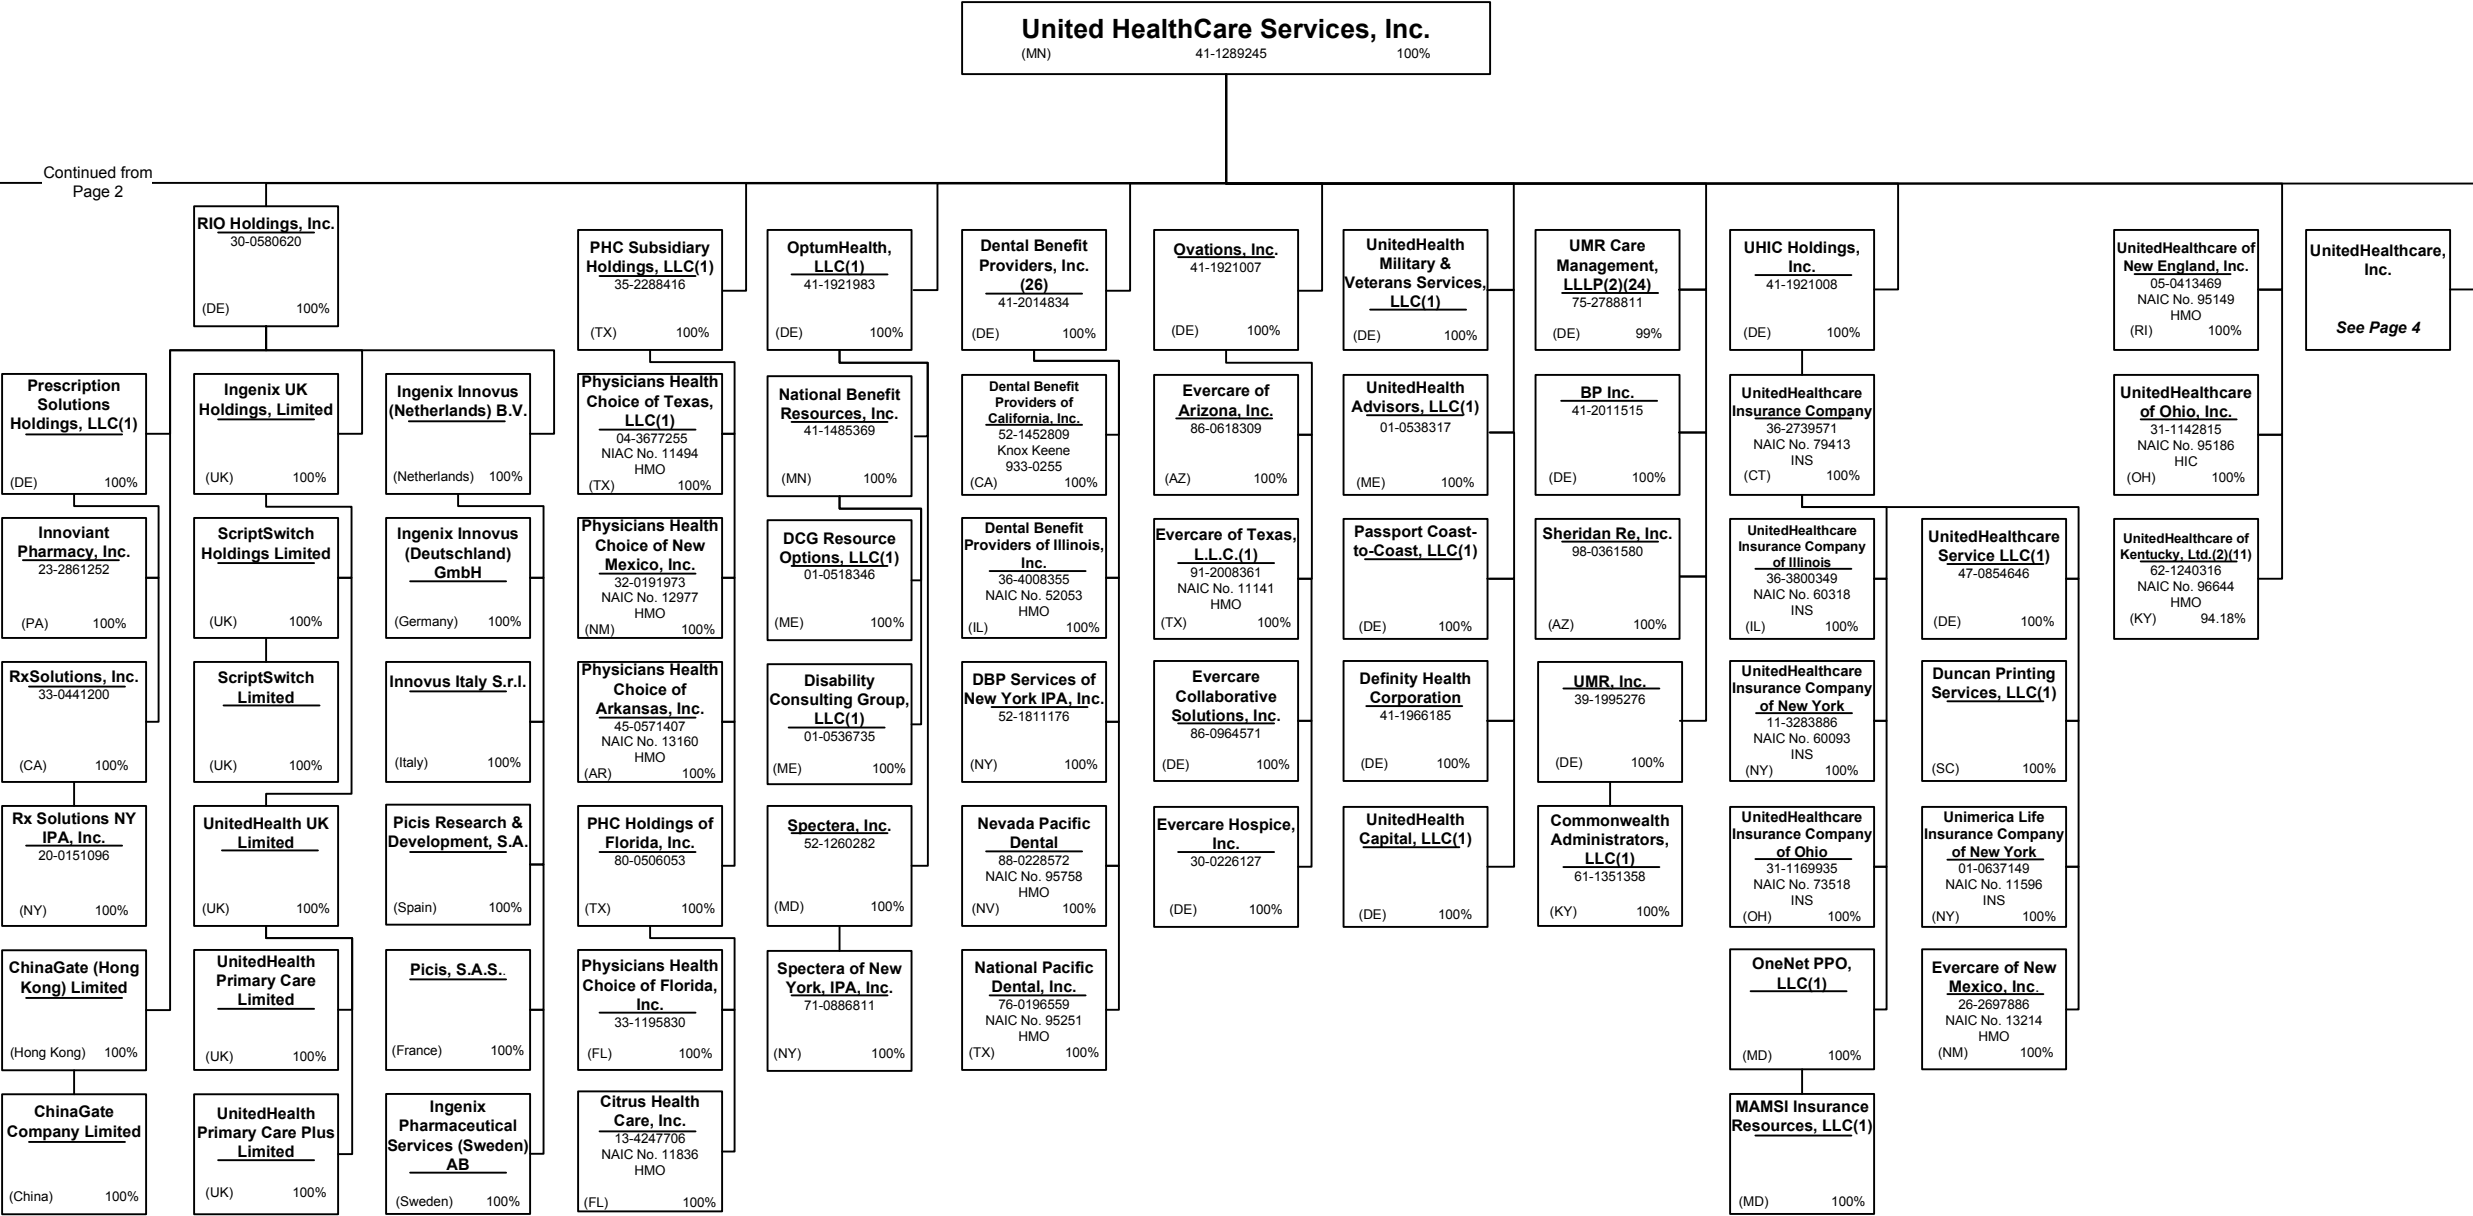 United HealthCare Services, Inc.
(MN) 41-1289245 100%
Continued from
Page 2
RIO Holdings, Inc.
30-0580620
(DE) 100%
Prescription
Solutions
Holdings, LLC(1)
(DE) 100%
Innoviant
Pharmacy, Inc.
23-2861252
(PA) 100%
RxSolutions, Inc.
33-0441200
(CA) 100%
Rx Solutions NY
IPA, Inc.
20-0151096
(NY) 100%
ChinaGate (Hong
Kong) Limited
(Hong Kong) 100%
ChinaGate
Company Limited
(China) 100%
Ingenix UK
Holdings, Limited
(UK) 100%
ScriptSwitch
Holdings Limited
(UK) 100%
ScriptSwitch
Limited
(UK) 100%
UnitedHealth UK
Limited
(UK) 100%
UnitedHealth
Primary Care
Limited
(UK) 100%
UnitedHealth
Primary Care Plus
Limited
(UK) 100%
Ingenix Innovus
(Netherlands) B.V.
(Netherlands) 100%
Ingenix Innovus
(Deutschland)
GmbH
(Germany) 100%
Innovus Italy S.r.l.
(Italy) 100%
Picis Research &
Development, S.A.
(Spain) 100%
Picis, S.A.S..
(France) 100%
Ingenix
Pharmaceutical
Services (Sweden)
AB
(Sweden) 100%
PHC Subsidiary
Holdings, LLC(1)
35-2288416
(TX) 100%
Physicians Health
Choice of Texas,
LLC(1)
04-3677255
NIAC No. 11494
HMO
(TX) 100%
Physicians Health
Choice of New
Mexico, Inc.
32-0191973
NAIC No. 12977
HMO
(NM) 100%
Physicians Health
Choice of
Arkansas, Inc.
45-0571407
NAIC No. 13160
HMO
(AR) 100%
PHC Holdings of
Florida, Inc.
80-0506053
(TX) 100%
Physicians Health
Choice of Florida,
Inc.
33-1195830
(FL) 100%
Citrus Health
Care, Inc.
13-4247706
NAIC No. 11836
HMO
(FL) 100%
OptumHealth,
LLC(1)
41-1921983
(DE) 100%
National Benefit
Resources, Inc.
41-1485369
(MN) 100%
DCG Resource
Options, LLC(1)
01-0518346
(ME) 100%
Disability
Consulting Group,
LLC(1)
01-0536735
(ME) 100%
Spectera, Inc.
52-1260282
(MD) 100%
Spectera of New
York, IPA, Inc.
71-0886811
(NY) 100%
Dental Benefit
Providers, Inc.
(26)
41-2014834
(DE) 100%
Dental Benefit
Providers of
California, Inc.
52-1452809
Knox Keene
933-0255
(CA) 100%
Dental Benefit
Providers of Illinois,
Inc.
36-4008355
NAIC No. 52053
HMO
(IL) 100%
DBP Services of
New York IPA, Inc.
52-1811176
(NY) 100%
Nevada Pacific
Dental
88-0228572
NAIC No. 95758
HMO
(NV) 100%
National Pacific
Dental, Inc.
76-0196559
NAIC No. 95251
HMO
(TX) 100%
Ovations, Inc.
41-1921007
(DE) 100%
Evercare of
Arizona, Inc.
86-0618309
(AZ) 100%
Evercare of Texas,
L.L.C.(1)
91-2008361
NAIC No. 11141
HMO
(TX) 100%
Evercare
Collaborative
Solutions, Inc.
86-0964571
(DE) 100%
Evercare Hospice,
Inc.
30-0226127
(DE) 100%
UnitedHealth
Military &
Veterans Services,
LLC(1)
(DE) 100%
UnitedHealth
Advisors, LLC(1)
01-0538317
(ME) 100%
Passport Coast-
to-Coast, LLC(1)
(DE) 100%
Definity Health
Corporation
41-1966185
(DE) 100%
UnitedHealth
Capital, LLC(1)
(DE) 100%
UMR Care
Management,
LLLP(2)(24)
75-2788811
(DE) 99%
BP Inc.
41-2011515
(DE) 100%
Sheridan Re, Inc.
98-0361580
(AZ) 100%
UMR, Inc.
39-1995276
(DE) 100%
Commonwealth
Administrators,
LLC(1)
61-1351358
(KY) 100%
UHIC Holdings,
Inc.
41-1921008
(DE) 100%
UnitedHealthcare
Insurance Company
36-2739571
NAIC No. 79413
INS
(CT) 100%
UnitedHealthcare
Insurance Company
of Illinois
36-3800349
NAIC No. 60318
INS
(IL) 100%
UnitedHealthcare
Insurance Company
of New York
11-3283886
NAIC No. 60093
INS
(NY) 100%
UnitedHealthcare
Insurance Company
of Ohio
31-1169935
NAIC No. 73518
INS
(OH) 100%
OneNet PPO,
LLC(1)
(MD) 100%
MAMSI Insurance
Resources, LLC(1)
(MD) 100%
UnitedHealthcare
Service LLC(1)
47-0854646
(DE) 100%
Duncan Printing
Services, LLC(1)
(SC) 100%
Unimerica Life
Insurance Company
of New York
01-0637149
NAIC No. 11596
INS
(NY) 100%
Evercare of New
Mexico, Inc.
26-2697886
NAIC No. 13214
HMO
(NM) 100%
UnitedHealthcare of
New England, Inc.
05-0413469
NAIC No. 95149
HMO
(RI) 100%
UnitedHealthcare
of Ohio, Inc.
31-1142815
NAIC No. 95186
HIC
(OH) 100%
UnitedHealthcare of
Kentucky, Ltd.(2)(11)
62-1240316
NAIC No. 96644
HMO
(KY) 94.18%
UnitedHealthcare,
Inc.
See Page 4